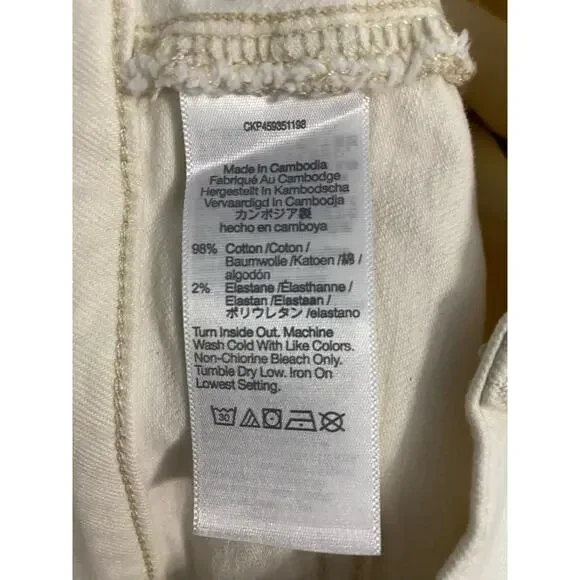 CKP459351198
Made In Cambodia
Fabriqué Au Cambodge
Hergestellt In Kambodscha
Vervaardigd In Cambodja
カンボジア製
hecho en camboya
98% Cotton /Coton /
Baumwolle /Katoen /綿 /
algodón
2% Elastane /Élasthanne /
Elastan /Elastaan /
ポリウレタン /elastano
Turn Inside Out. Machine
Wash Cold With Like Colors.
Non-Chlorine Bleach Only.
Tumble Dry Low. Iron On
Lowest Setting.
30